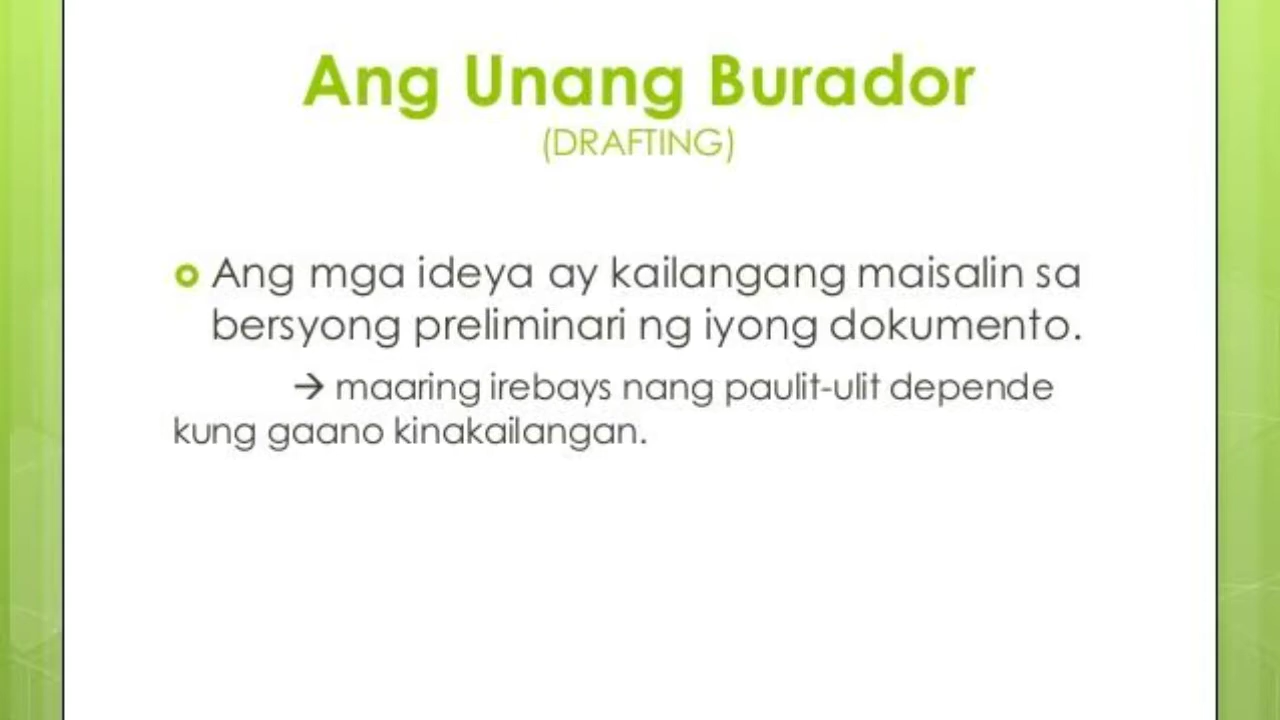 Ang Unang Burador
(DRAFTING)
Ang mga ideya ay kailangang maisalin sa
bersyong preliminari ng iyong dokumento.
→ maaring irebays nang paulit-ulit depende
kung gaano kinakailangan.